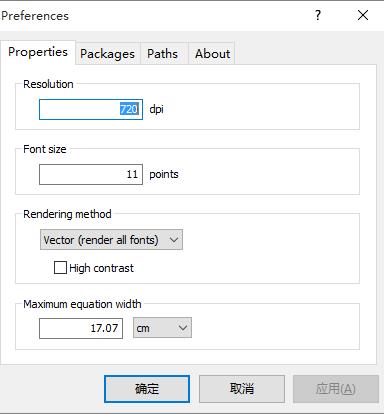 Preferences
?
Properties Packages Paths About
Resolution
720 dpi
Font size
11 points
Rendering method
Vector (render all fonts)
High contrast
Maximum equation width
17.07 cm
确定 取消 应用(A)